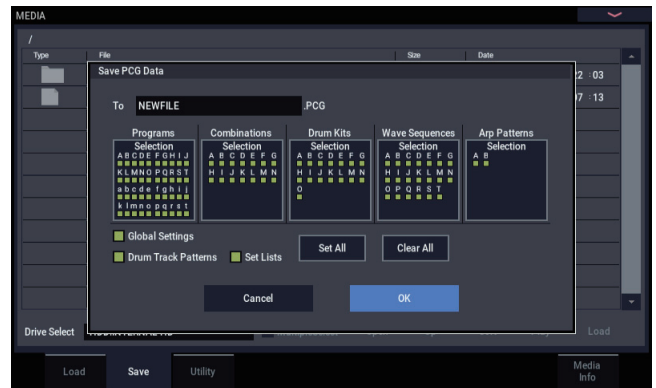 MEDIA
/
Type File Size Date
Save PCG Data
22 : 03
To NEWFILE .PCG
07 : 13
Programs Combinations Drum Kits Wave Sequences Arp Patterns
Selection Selection Selection Selection Selection
A B C D E F G H I J A B C D E F G A B C D E F G A B C D E F G A B
K L M N O P Q R S T H I J K L M N H I J K L M N H I J K L M N
a b c d e f g h i j O O P Q R S T
k l m n o p q r s t
Global Settings
Drum Track Patterns Set Lists Set All Clear All
Cancel OK
Drive Select
Load
Load Save Utility Media
Info